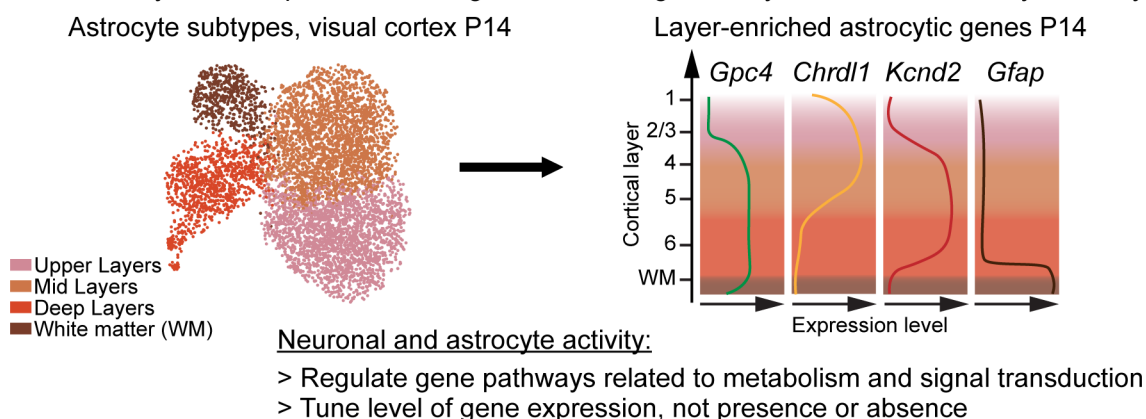 Astrocyte subtypes, visual cortex P14
Layer-enriched astrocytic genes P14
Gpc4 Chrdl1 Kcnd2 Gfap
Cortical layer
1
2/3
4
5
6
WM
Upper Layers
Mid Layers
Deep Layers
White matter (WM)
Expression level
Neuronal and astrocyte activity:
> Regulate gene pathways related to metabolism and signal transduction
> Tune level of gene expression, not presence or absence